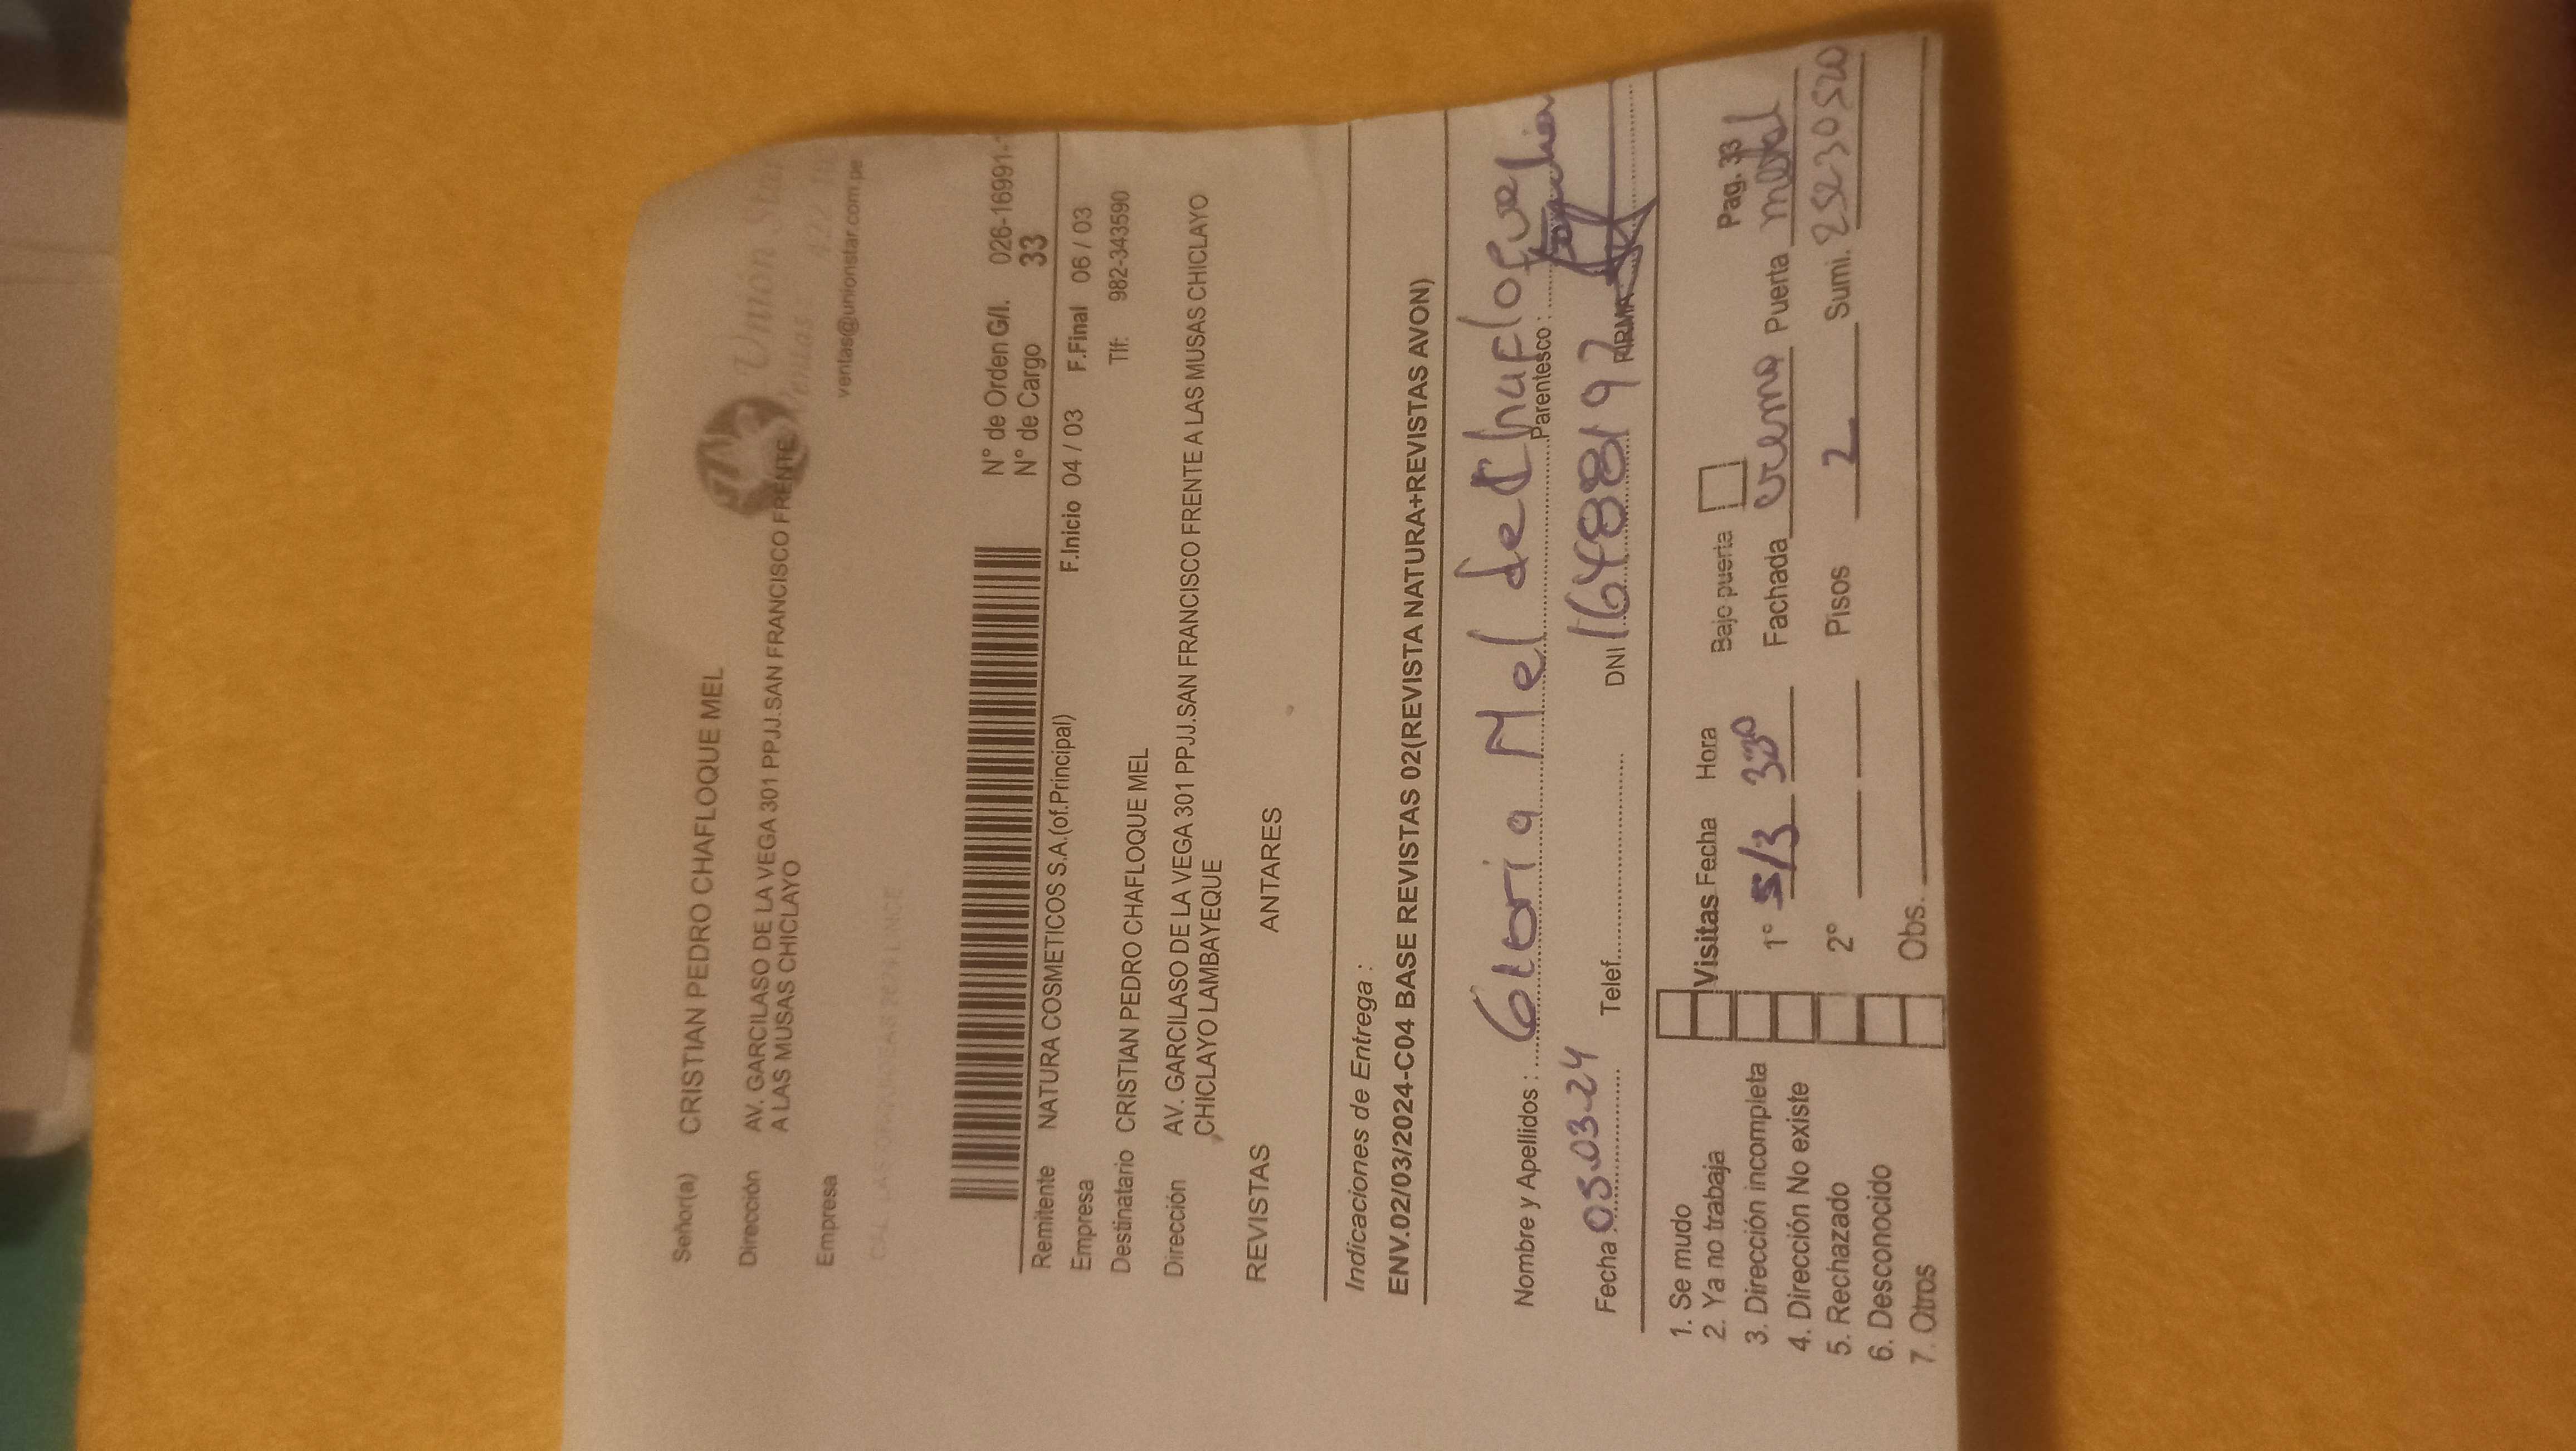 Señor(a) CRISTIAN PEDRO CHAFLOQUE MEL
Union Star
Dirección AV. GARCILASO DE LA VEGA 301 PPJJ.SAN FRANCISCO FRENTE
A LAS MUSAS CHICLAYO
Empresa
ventas@unionstar.com.pe
N° de Orden G/I. 026-16991-
N° de Cargo 33
Remitente NATURA COSMETICOS S.A.(of.Principal)
F.Inicio 04 / 03 F.Final 06 / 03
Empresa
Destinatario CRISTIAN PEDRO CHAFLOQUE MEL Tlf: 982-343590
Dirección AV. GARCILASO DE LA VEGA 301 PPJJ.SAN FRANCISCO FRENTE A LAS MUSAS CHICLAYO
CHICLAYO LAMBAYEQUE
REVISTAS ANTARES
Indicaciones de Entrega :
ENV.02/03/2024-C04 BASE REVISTAS 02(REVISTA NATURA+REVISTAS AVON)
Nombre y Apellidos : Gloria Mel de Parentesco :
Fecha : 05.03-24 Telef. DNI 16488197 FIRMA
1. Se mudo
2. Ya no trabaja Visitas Fecha Hora Bajo puerta Pag. 33
3. Dirección incompleta 1° 5/3 330 Fachada crema Puerta metal
4. Dirección No existe
5. Rechazado 2° Pisos 2 Sumi. 25230520
6. Desconocido
7. Otros Obs.